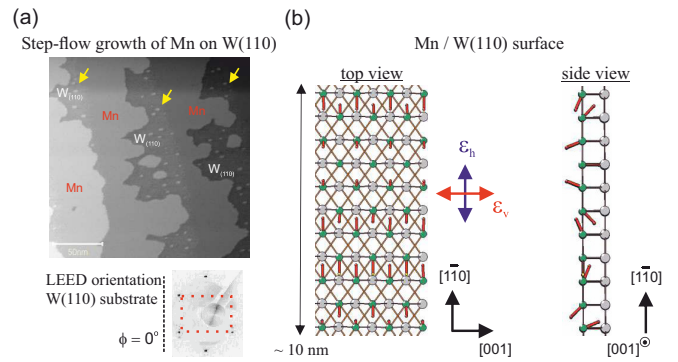 (a)
Step-flow growth of Mn on W(110)
W(110)
Mn
Mn
W(110)
W(110)
Mn
50nm
LEED orientation
W(110) substrate
ϕ = 0°
(b)
Mn / W(110) surface
top view
side view
εh
εv
[11̄0]
[001]
~ 10 nm
[11̄0]
[001]